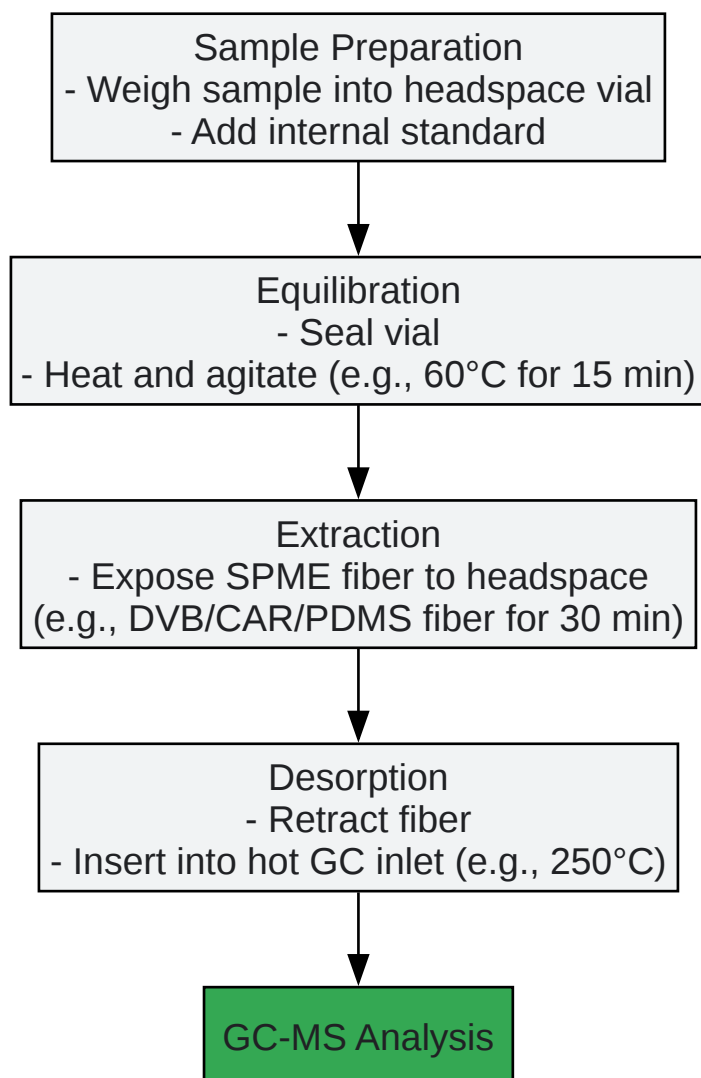 Sample Preparation
- Weigh sample into headspace vial
- Add internal standard
Equilibration
- Seal vial
- Heat and agitate (e.g., 60°C for 15 min)
Extraction
- Expose SPME fiber to headspace
(e.g., DVB/CAR/PDMS fiber for 30 min)
Desorption
- Retract fiber
- Insert into hot GC inlet (e.g., 250°C)
GC-MS Analysis